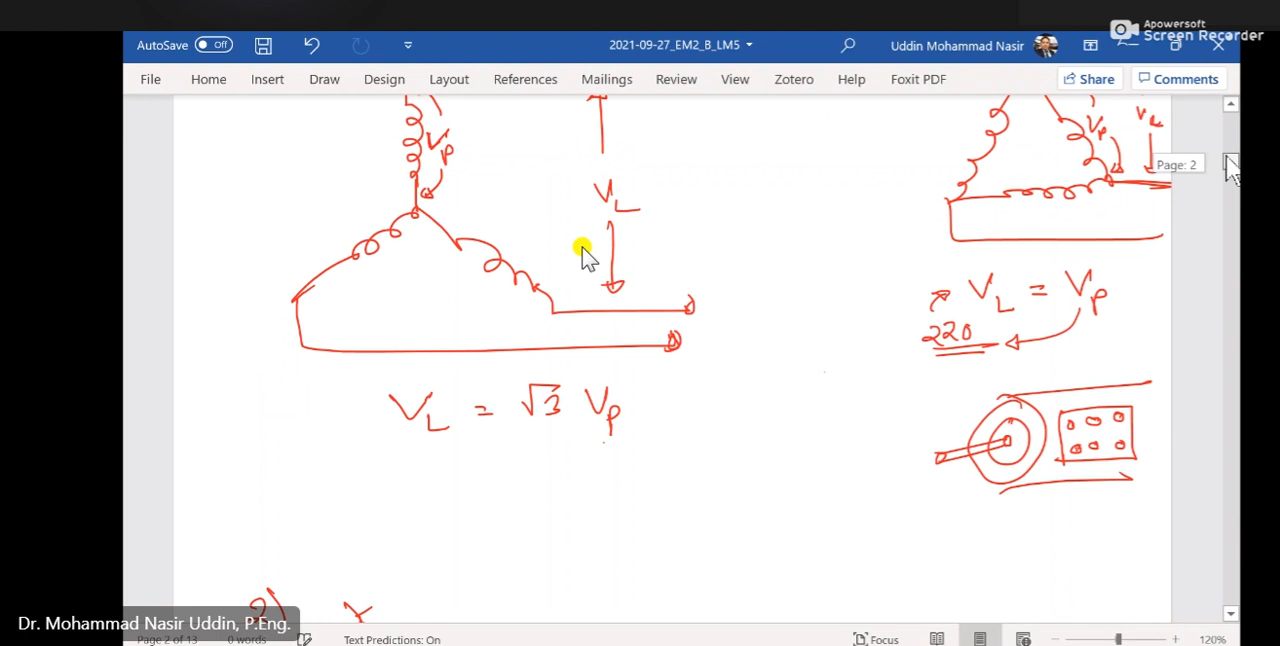 Apowersoft
Screen Recorder
AutoSave Off 2021-09-27_EM2_B_LM5 Uddin Mohammad Nasir
File Home Insert Draw Design Layout References Mailings Review View Zotero Help Foxit PDF Share Comments
Vp
VL
Vp VL
Page: 2
VL = Vp
220
VL = √3 Vp
2) Y
Dr. Mohammad Nasir Uddin, P.Eng.
Page 2 of 13 0 words Text Predictions: On Focus 120%